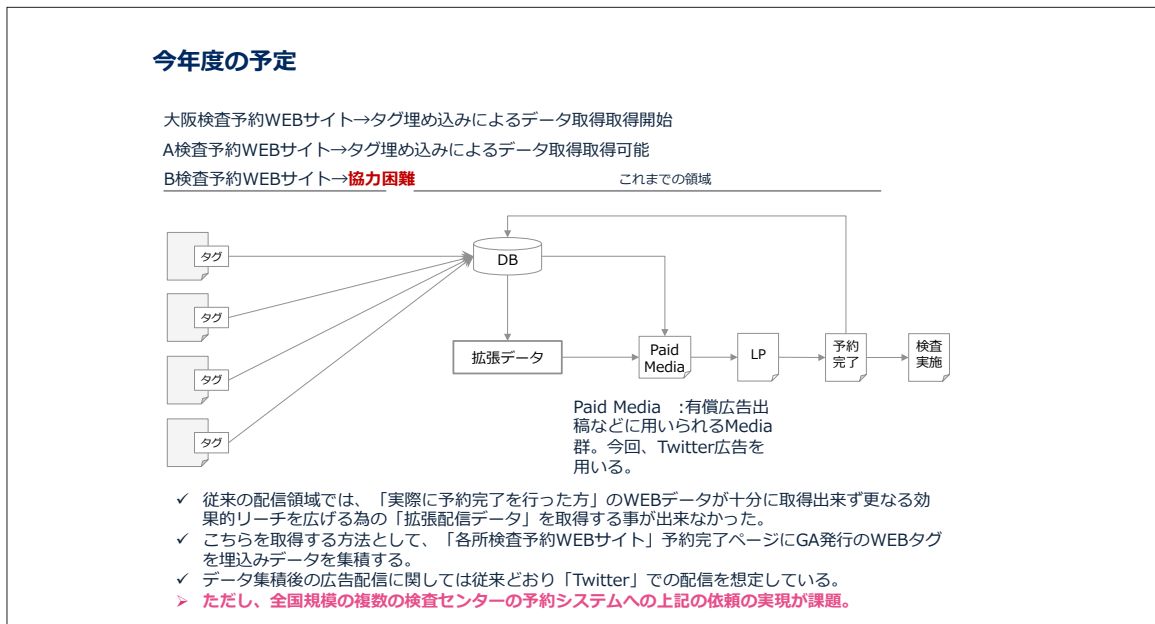 今年度の予定
大阪検査予約WEBサイト→タグ埋め込みによるデータ取得取得開始
A検査予約WEBサイト→タグ埋め込みによるデータ取得取得可能
B検査予約WEBサイト→協力困難
これまでの領域
タグ
タグ
タグ
タグ
DB
拡張データ
Paid
Media
LP
予約
完了
検査
実施
Paid Media　:有償広告出
稿などに用いられるMedia
群。今回、Twitter広告を
用いる。
✓ 従来の配信領域では、「実際に予約完了を行った方」のWEBデータが十分に取得出来ず更なる効
果的リーチを広げる為の「拡張配信データ」を取得する事が出来なかった。
✓ こちらを取得する方法として、「各所検査予約WEBサイト」予約完了ページにGA発行のWEBタグ
を埋込みデータを集積する。
✓ データ集積後の広告配信に関しては従来どおり「Twitter」での配信を想定している。
➢ ただし、全国規模の複数の検査センターの予約システムへの上記の依頼の実現が課題。